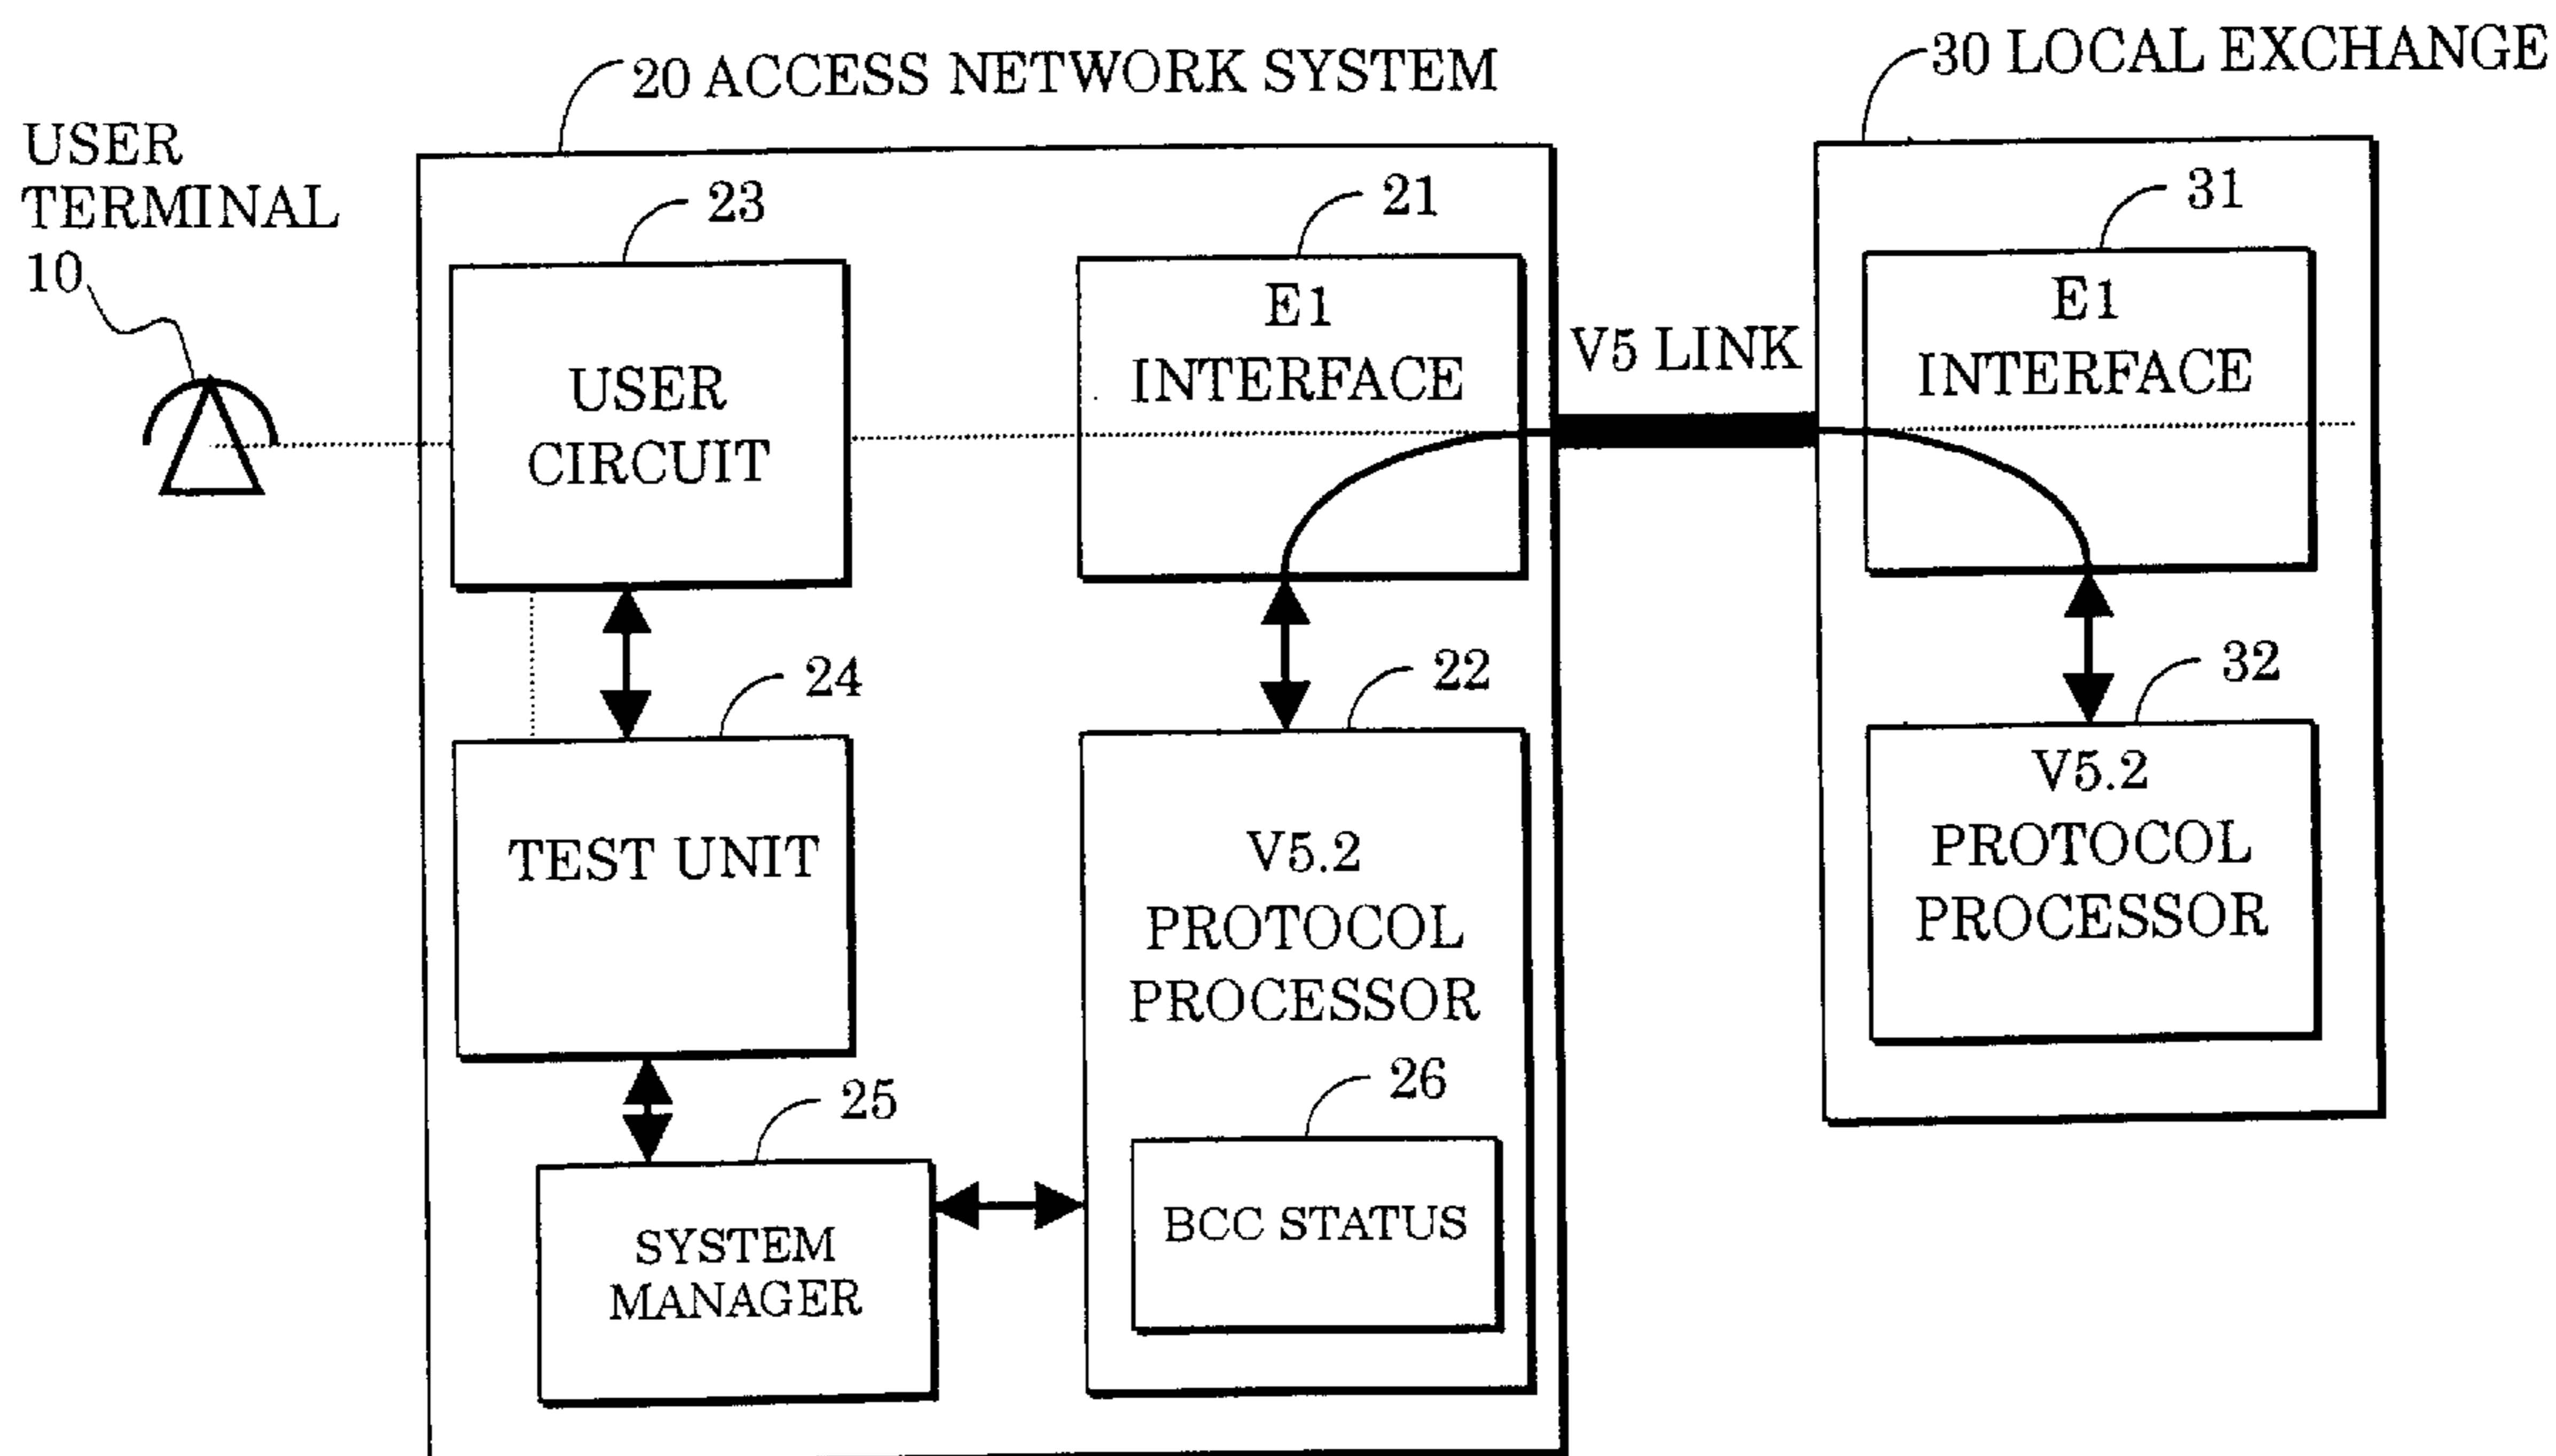 20 ACCESS NETWORK SYSTEM
30 LOCAL EXCHANGE
USER
TERMINAL
10
23
21
31
USER
CIRCUIT
E1
INTERFACE
V5 LINK
E1
INTERFACE
24
22
32
TEST UNIT
V5.2
PROTOCOL
PROCESSOR
V5.2
PROTOCOL
PROCESSOR
25
26
SYSTEM
MANAGER
BCC STATUS